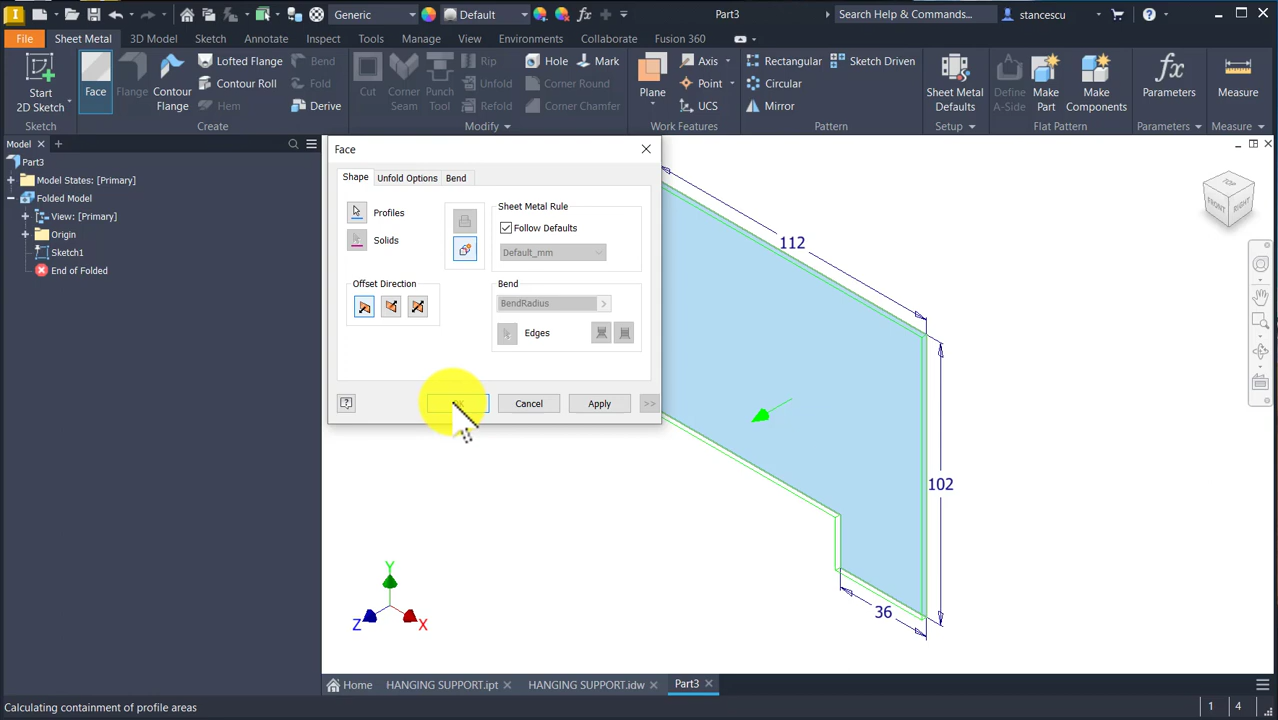 Generic
Default
Part3
Search Help & Commands...
stancescu
File
Sheet Metal
3D Model
Sketch
Annotate
Inspect
Tools
Manage
View
Environments
Collaborate
Fusion 360
Start
2D Sketch
Face
Flange
Contour
Flange
Lofted Flange
Contour Roll
Hem
Bend
Fold
Derive
Cut
Corner
Seam
Punch
Tool
Rip
Unfold
Refold
Hole
Mark
Corner Round
Corner Chamfer
Plane
Axis
Point
UCS
Rectangular
Circular
Mirror
Sketch Driven
Sheet Metal
Defaults
Define
A-Side
Make
Part
Make
Components
Parameters
Measure
Sketch
Create
Modify
Work Features
Pattern
Setup
Flat Pattern
Parameters
Measure
Model
Part3
Model States: [Primary]
Folded Model
View: [Primary]
Origin
Sketch1
End of Folded
Face
Shape
Unfold Options
Bend
Profiles
Solids
Sheet Metal Rule
Follow Defaults
Default_mm
Offset Direction
Bend
BendRadius
Edges
Cancel
Apply
>>
112
102
36
TOP
FRONT
RIGHT
Y
Z
X
Home
HANGING SUPPORT.ipt
HANGING SUPPORT.idw
Part3
Calculating containment of profile areas
1
4